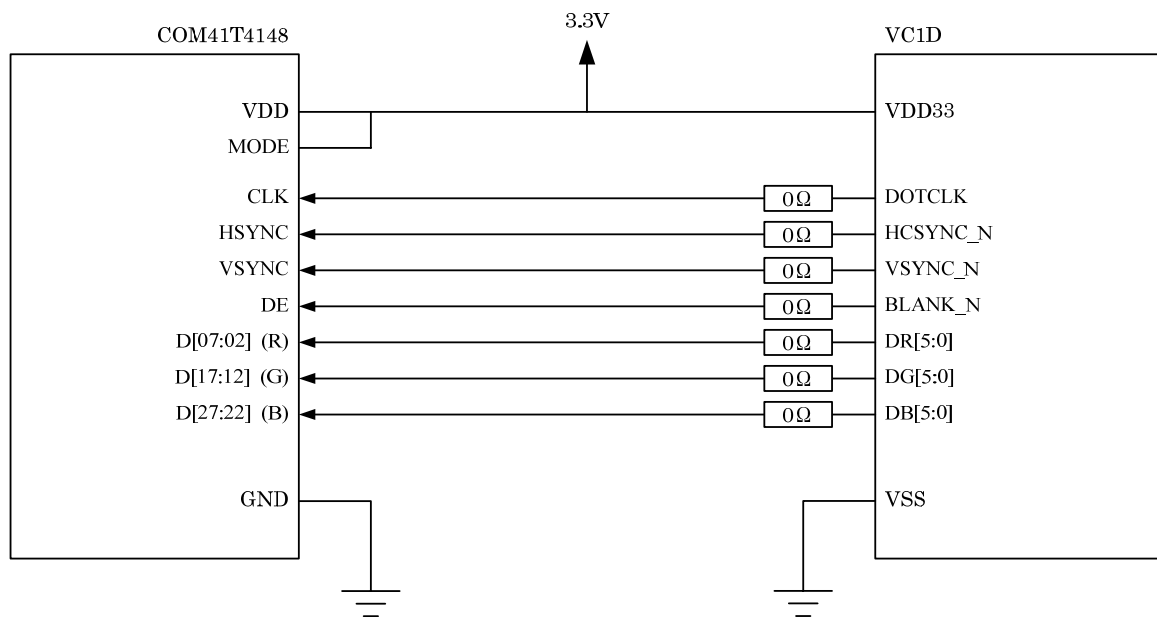 3.3V
COM41T4148
VC1D
VDD
VDD33
MODE
CLK
0Ω
DOTCLK
HSYNC
0Ω
HCSYNC_N
VSYNC
0Ω
VSYNC_N
DE
0Ω
BLANK_N
D[07:02] (R)
0Ω
DR[5:0]
D[17:12] (G)
0Ω
DG[5:0]
D[27:22] (B)
0Ω
DB[5:0]
GND
VSS